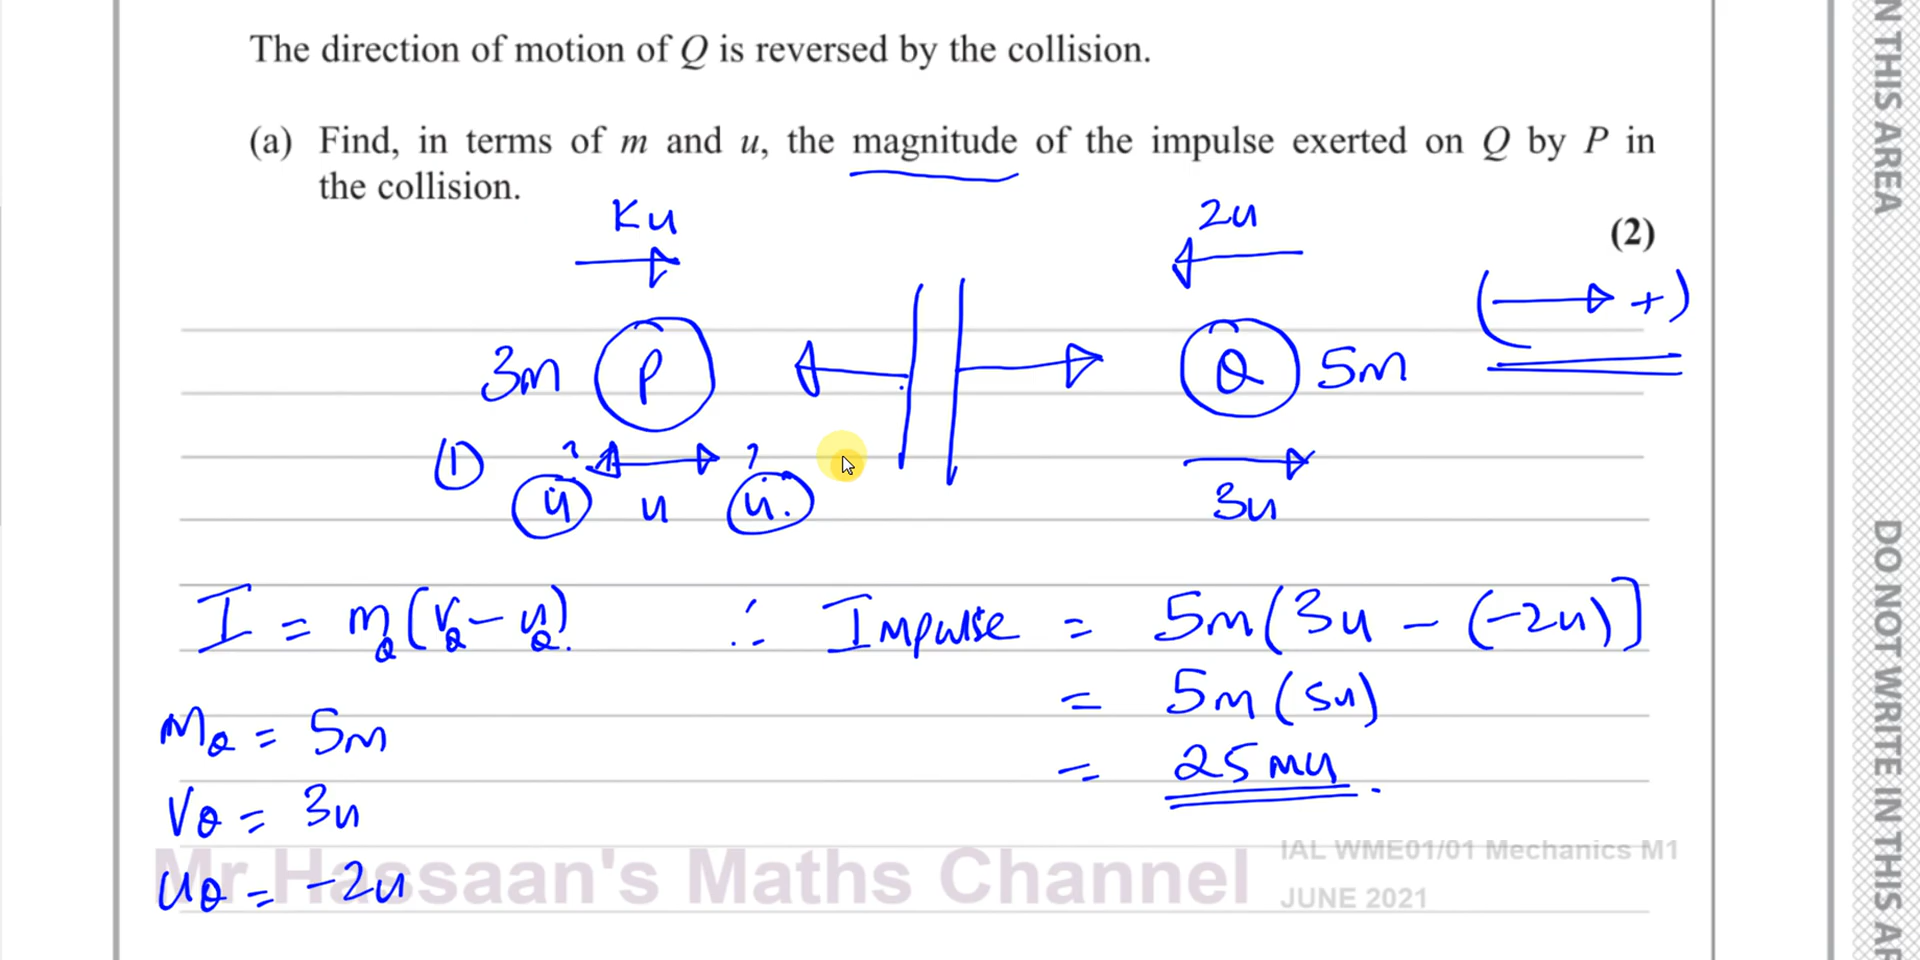 The direction of motion of Q is reversed by the collision.
(a) Find, in terms of m and u, the magnitude of the impulse exerted on Q by P in
the collision.
(2)
Ku
2u
( → +)
3m P
Q 5m
① ? ?
u u u.
3u
I = m_Q(v_Q - u_Q). ∴ Impulse = 5m(3u - (-2u)]
= 5m(5u)
m_Q = 5m
= 25mu.
v_Q = 3u
u_Q = -2u
Mr Hassaan's Maths Channel
IAL WME01/01 Mechanics M1
JUNE 2021
N THIS AREA
DO NOT WRITE IN THIS AR